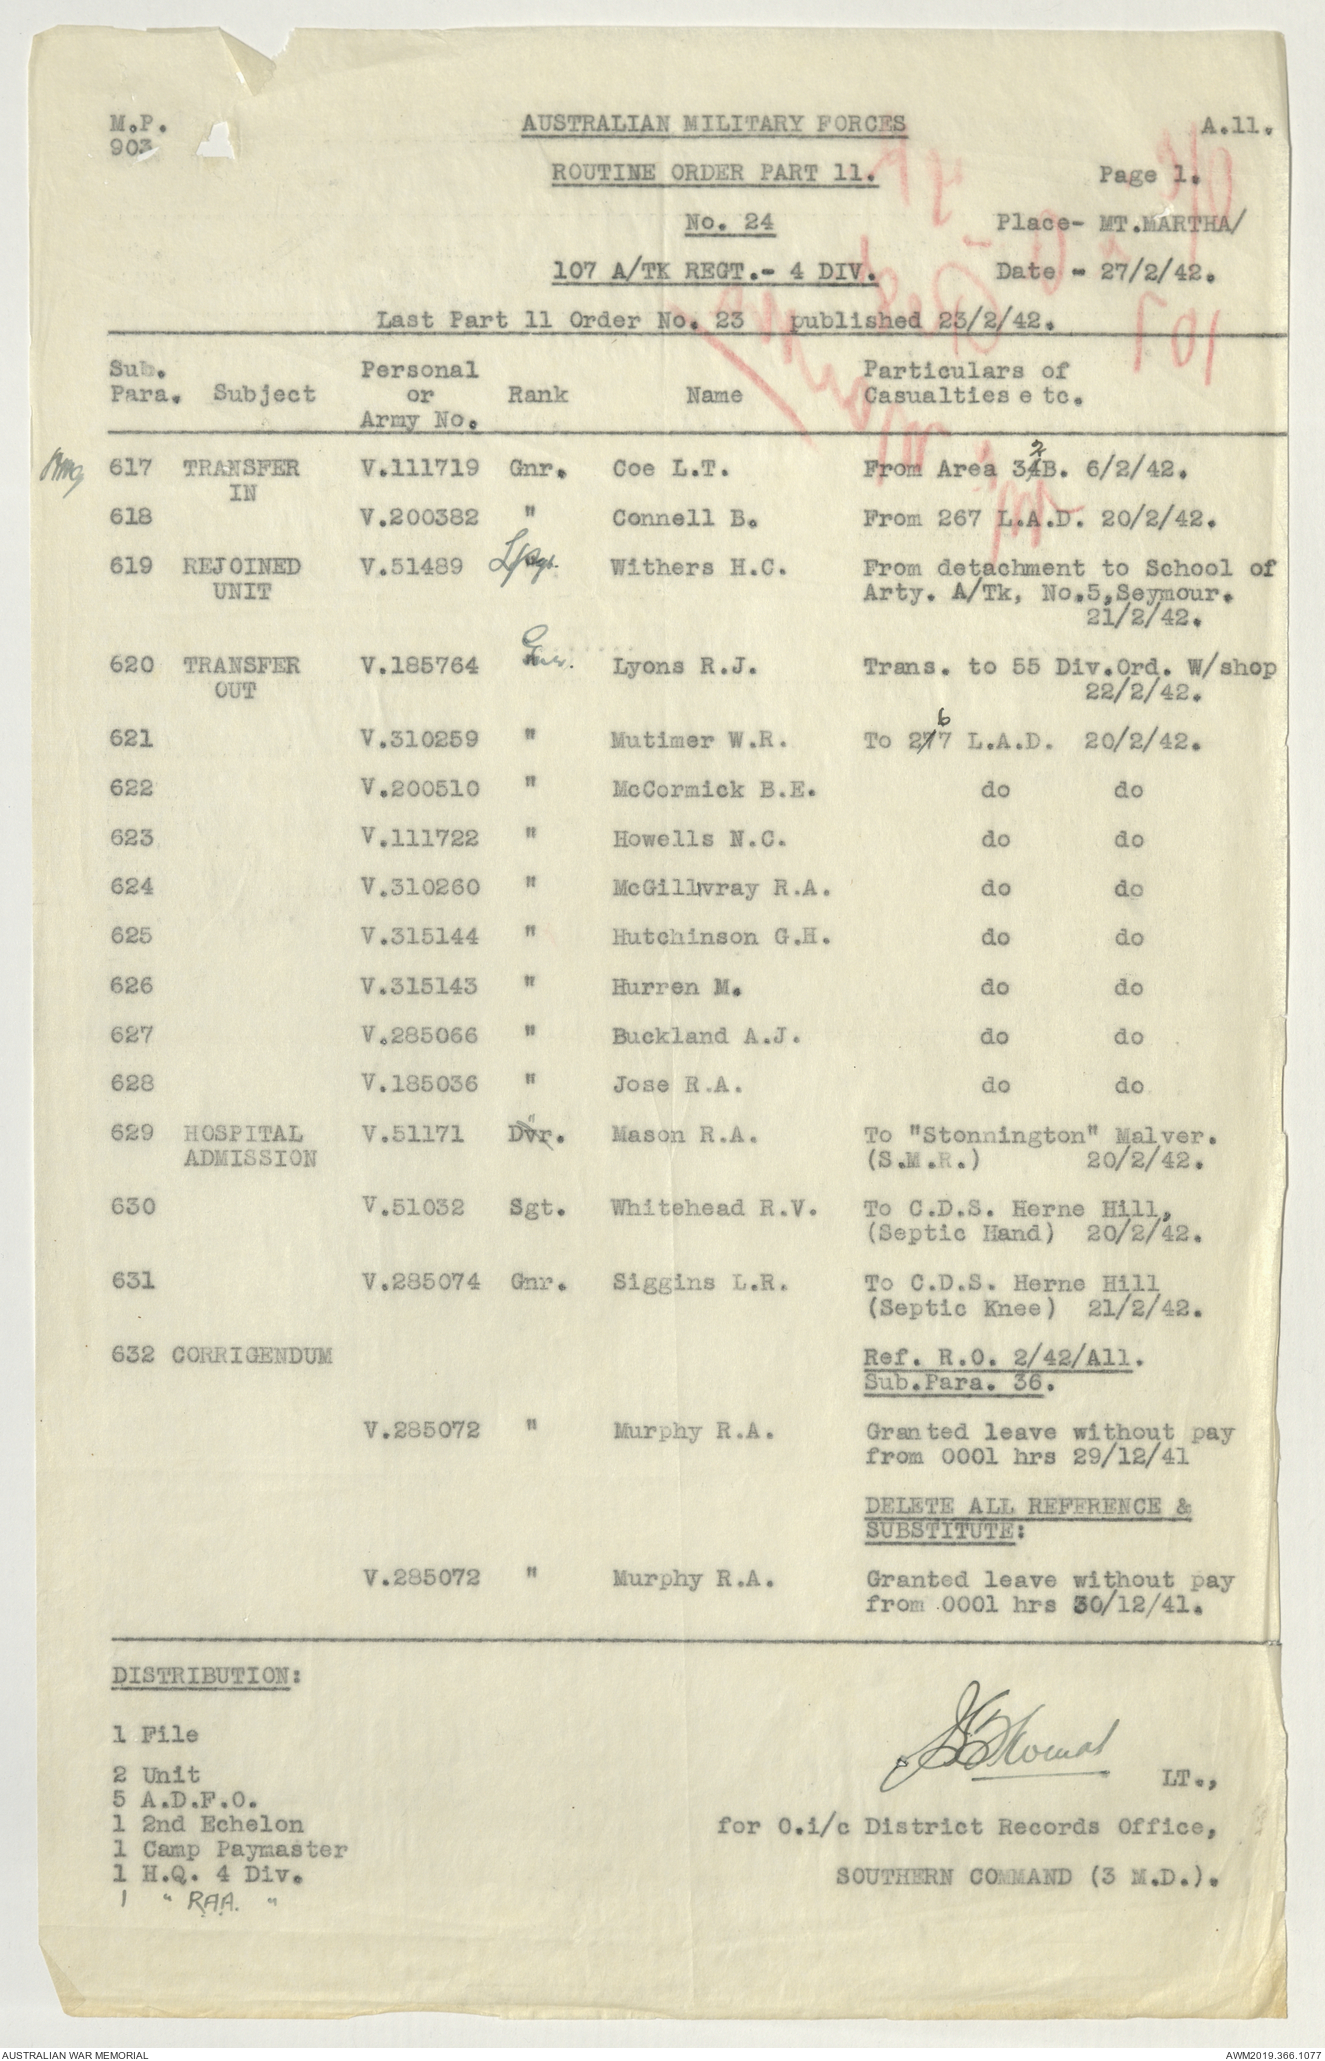 M.P.
903
AUSTRALIAN MILITARY FORCES
A.11.
ROUTINE ORDER PART 11.
Page 1.
No. 24
Place- MT.MARTHA/
107 A/TK REGT.- 4 DIV.
Date - 27/2/42.
Last Part 11 Order No. 23 published 23/2/42.
Sub. Personal Particulars of
Para. Subject or Rank Name Casualties etc.
Army No.
617 TRANSFER V.111719 Gnr. Coe L.T. From Area 32B. 6/2/42.
IN
618 V.200382 " Connell B. From 267 L.A.D. 20/2/42.
619 REJOINED V.51489 L/Sgt. Withers H.C. From detachment to School of
UNIT Arty. A/Tk, No.5,Seymour.
21/2/42.
620 TRANSFER V.185764 Gnr. Lyons R.J. Trans. to 55 Div.Ord. W/shop
OUT 22/2/42.
621 V.310259 " Mutimer W.R. To 267 L.A.D. 20/2/42.
622 V.200510 " McCormick B.E. do do
623 V.111722 " Howells N.C. do do
624 V.310260 " McGillivray R.A. do do
625 V.315144 " Hutchinson G.H. do do
626 V.315143 " Hurren M. do do
627 V.285066 " Buckland A.J. do do
628 V.185036 " Jose R.A. do do
629 HOSPITAL V.51171 Dvr. " Mason R.A. To "Stonnington" Malver.
ADMISSION (S.M.R.) 20/2/42.
630 V.51032 Sgt. Whitehead R.V. To C.D.S. Herne Hill,
(Septic Hand) 20/2/42.
631 V.285074 Gnr. Siggins L.R. To C.D.S. Herne Hill
(Septic Knee) 21/2/42.
632 CORRIGENDUM Ref. R.O. 2/42/All.
Sub.Para. 36.
V.285072 " Murphy R.A. Granted leave without pay
from 0001 hrs 29/12/41
DELETE ALL REFERENCE &
SUBSTITUTE:
V.285072 " Murphy R.A. Granted leave without pay
from 0001 hrs 30/12/41.
DISTRIBUTION:
1 File
2 Unit
5 A.D.F.O.
1 2nd Echelon
1 Camp Paymaster
1 H.Q. 4 Div.
1 " RAA. "
LT.,
for O.i/c District Records Office,
SOUTHERN COMMAND (3 M.D.).
AUSTRALIAN WAR MEMORIAL
AWM2019.366.1077